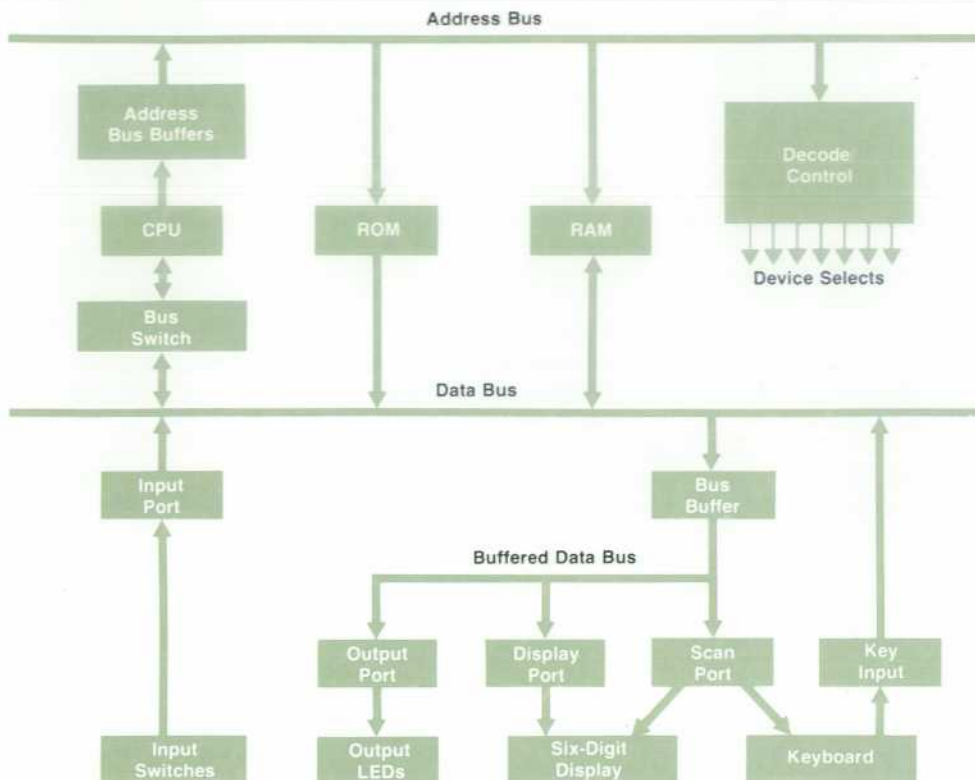 Address Bus
Address
Bus Buffers
Decode
Control
CPU
ROM
RAM
Device Selects
Bus
Switch
Data Bus
Input
Port
Bus
Buffer
Buffered Data Bus
Output
Port
Display
Port
Scan
Port
Key
Input
Input
Switches
Output
LEDs
Six-Digit
Display
Keyboard